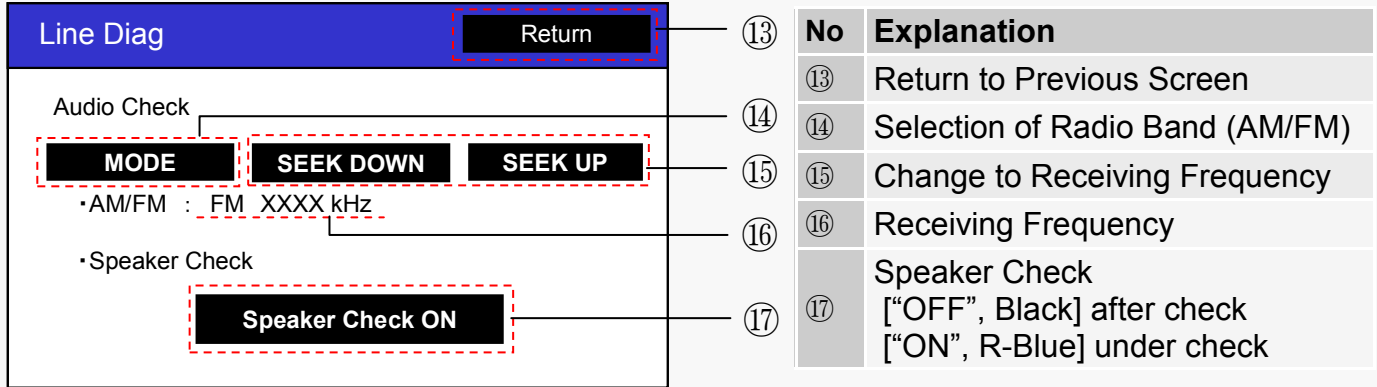 Line Diag
Return
⑬
Audio Check
⑭
MODE
SEEK DOWN
SEEK UP
⑮
・AM/FM : FM XXXX kHz
⑯
・Speaker Check
Speaker Check ON
⑰
No Explanation
⑬ Return to Previous Screen
⑭ Selection of Radio Band (AM/FM)
⑮ Change to Receiving Frequency
⑯ Receiving Frequency
⑰ Speaker Check
[“OFF”, Black] after check
[“ON”, R-Blue] under check